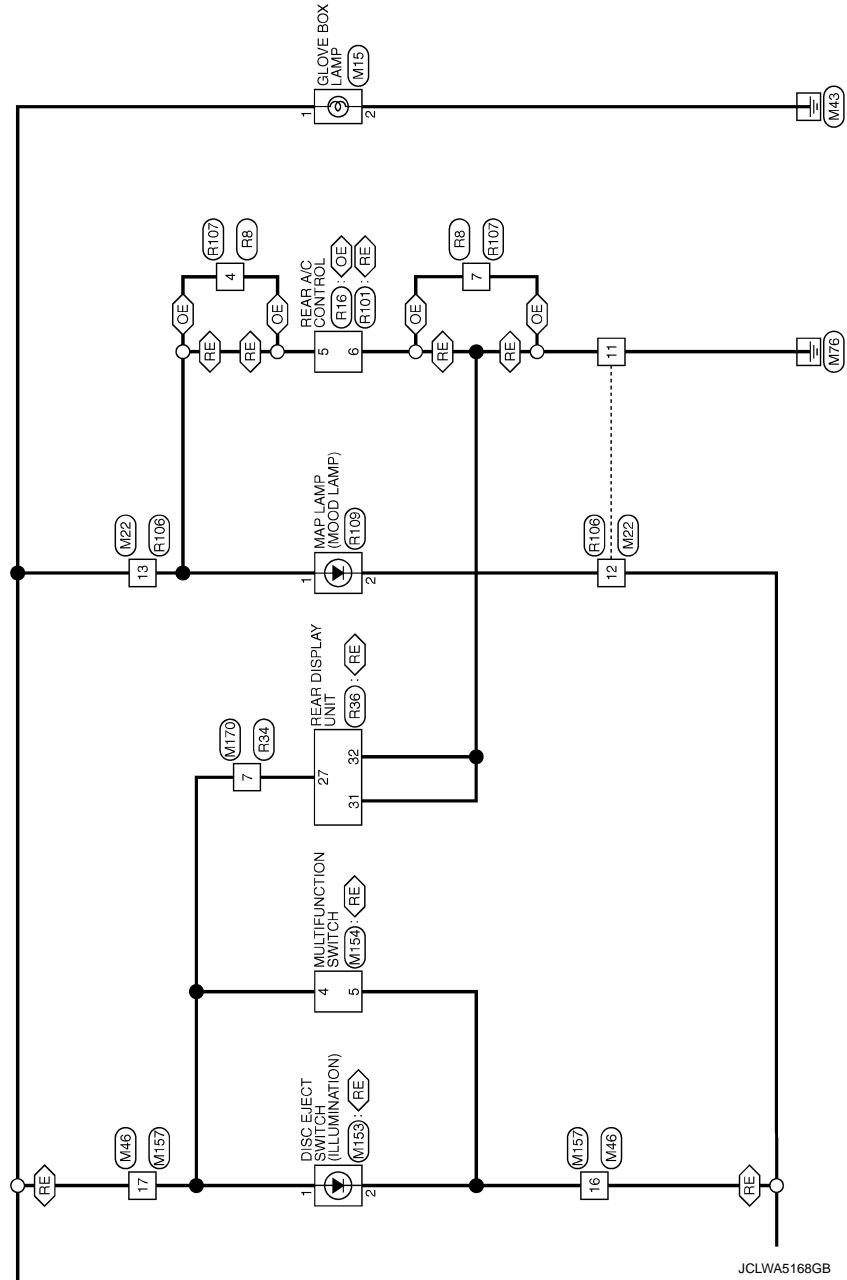 GLOVE BOX
LAMP
M15
1
2
M43
R107
R8
4
OE
OE
RE
RE
REAR A/C
CONTROL
R16 : OE
R101 : RE
5
6
R8
R107
7
OE
OE
RE
RE
11
M76
M22
R106
13
MAP LAMP
(MOOD LAMP)
R109
1
2
R106
M22
12
M170
R34
7
REAR DISPLAY
UNIT
R36 : RE
27
31
32
MULTIFUNCTION
SWITCH
M154 : RE
4
5
RE
M46
M157
17
DISC EJECT
SWITCH
(ILLUMINATION)
M153 : RE
1
2
M157
M46
16
RE
JCLWA5168GB